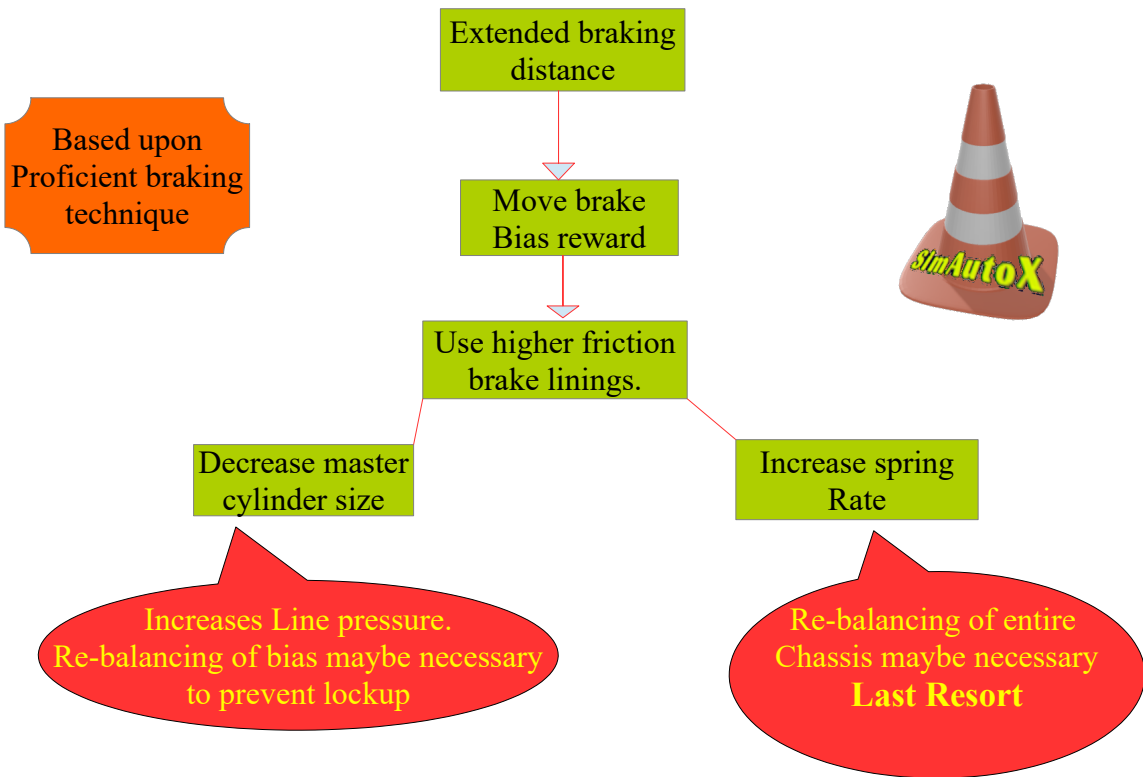 Extended braking
distance
Based upon
Proficient braking
technique
Move brake
Bias reward
SimAutoX
Use higher friction
brake linings.
Decrease master
cylinder size
Increase spring
Rate
Increases Line pressure.
Re-balancing of bias maybe necessary
to prevent lockup
Re-balancing of entire
Chassis maybe necessary
Last Resort